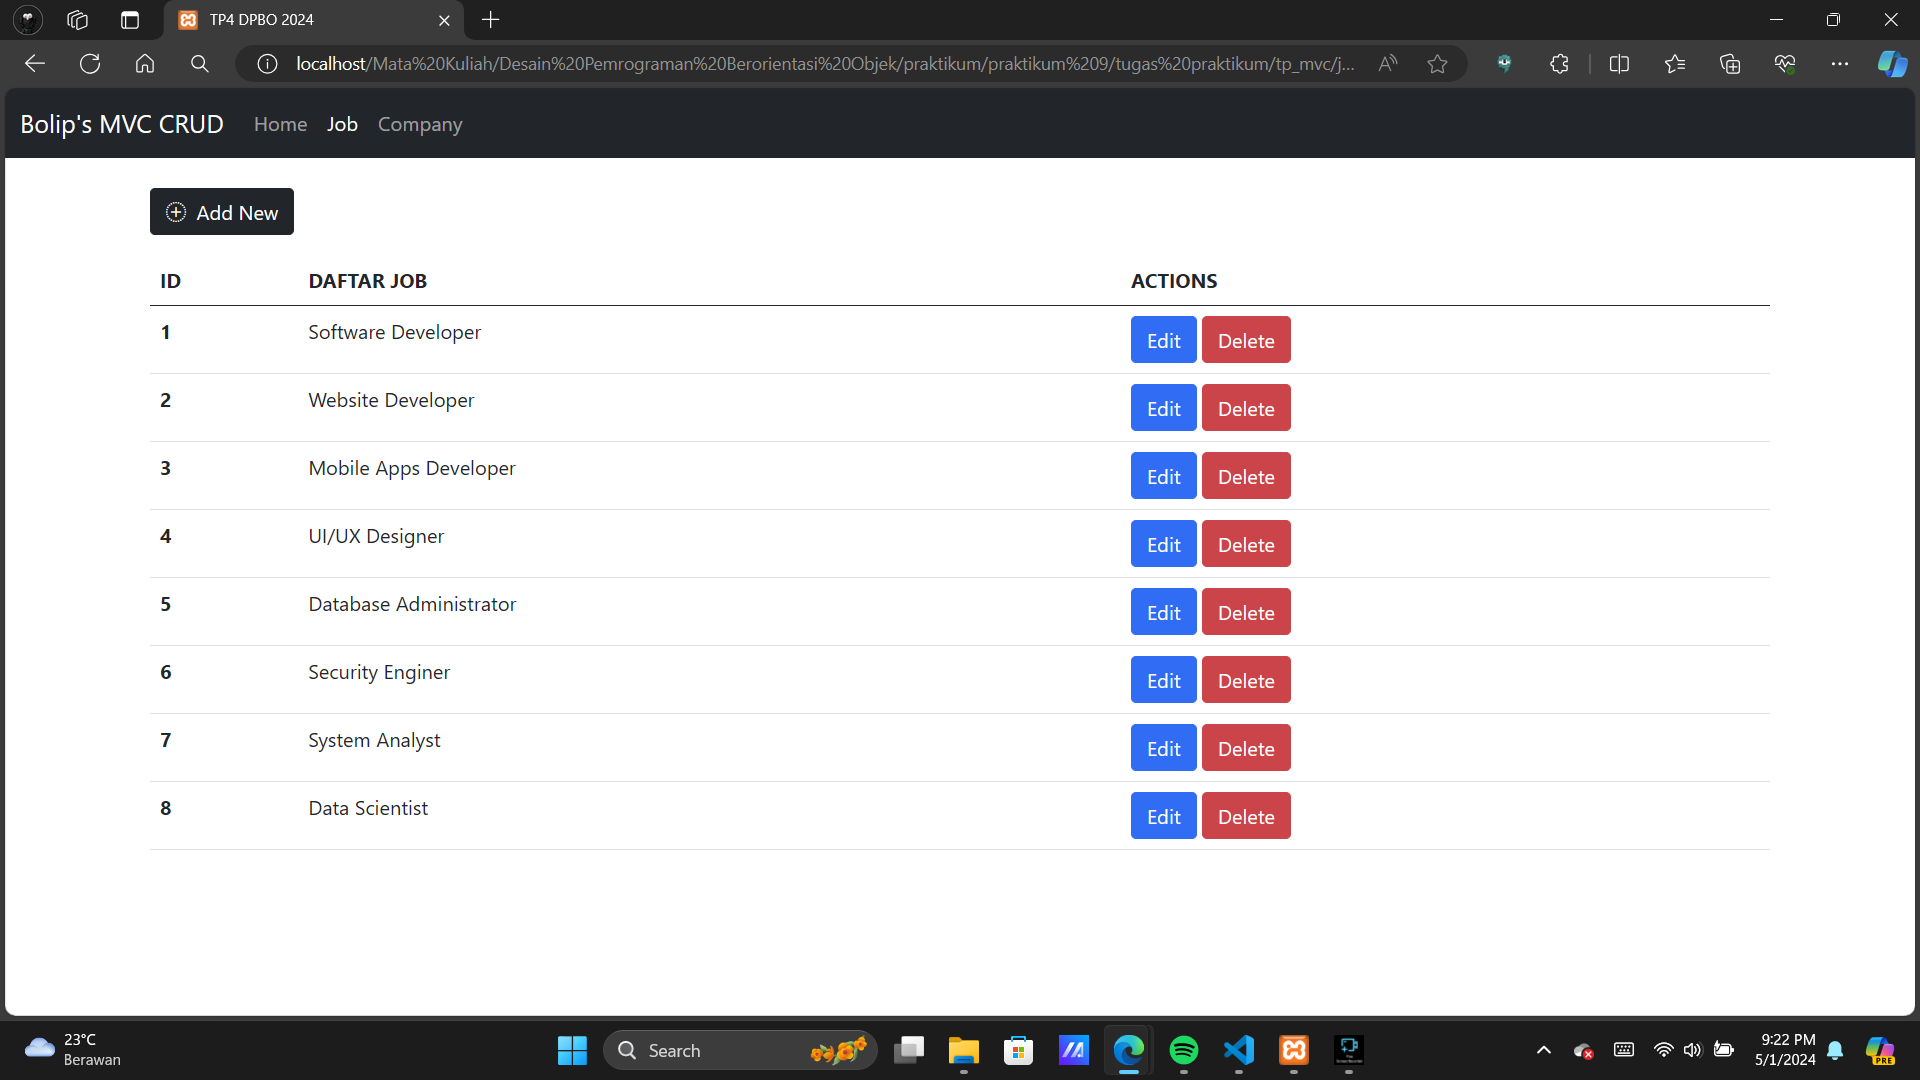 TP4 DPBO 2024
localhost/Mata%20Kuliah/Desain%20Pemrograman%20Berorientasi%20Objek/praktikum/praktikum%209/tugas%20praktikum/tp_mvc/j...
Bolip's MVC CRUD Home Job Company
Add New
ID DAFTAR JOB ACTIONS
1 Software Developer Edit Delete
2 Website Developer Edit Delete
3 Mobile Apps Developer Edit Delete
4 UI/UX Designer Edit Delete
5 Database Administrator Edit Delete
6 Security Enginer Edit Delete
7 System Analyst Edit Delete
8 Data Scientist Edit Delete
23°C
Berawan
Search
9:22 PM
5/1/2024
PRE